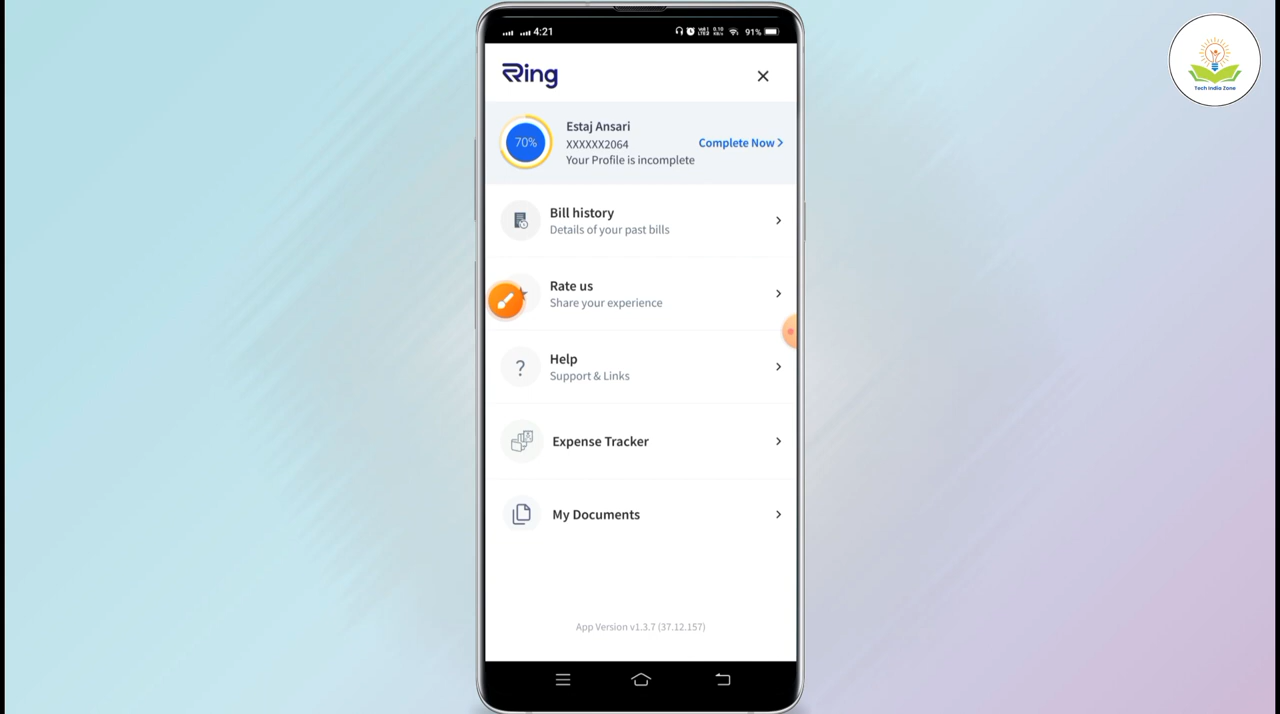 4:21
91%
Ring
70%
Estaj Ansari
XXXXXX2064
Your Profile is incomplete
Complete Now
Bill history
Details of your past bills
Rate us
Share your experience
?
Help
Support & Links
Expense Tracker
My Documents
App Version v1.3.7 (37.12.157)
Tech India Zone